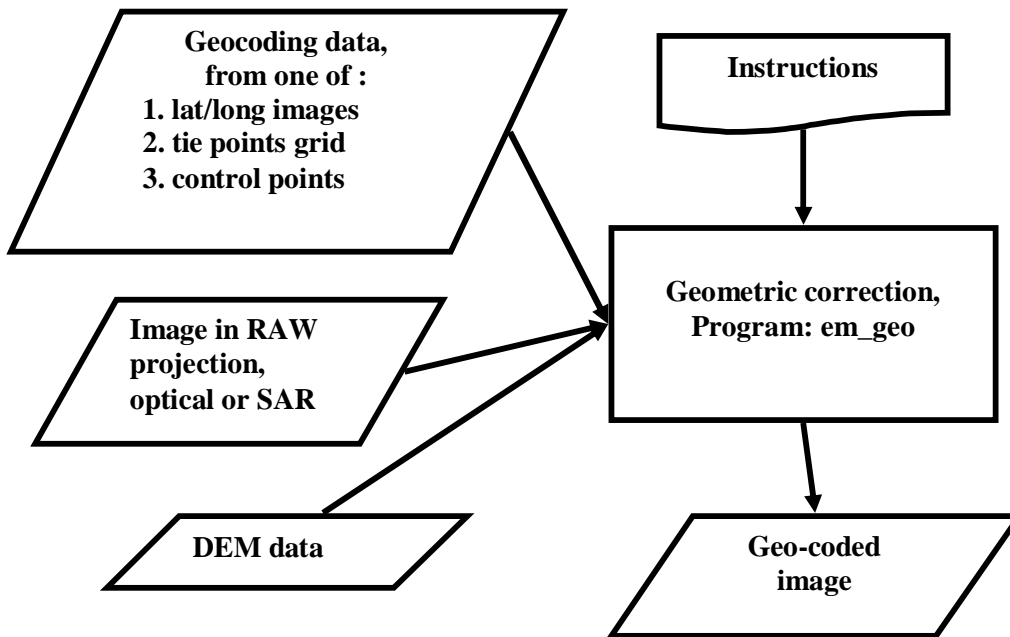 Geocoding data,
from one of :
1. lat/long images
2. tie points grid
3. control points
Instructions
Image in RAW
projection,
optical or SAR
Geometric correction,
Program: em_geo
DEM data
Geo-coded
image